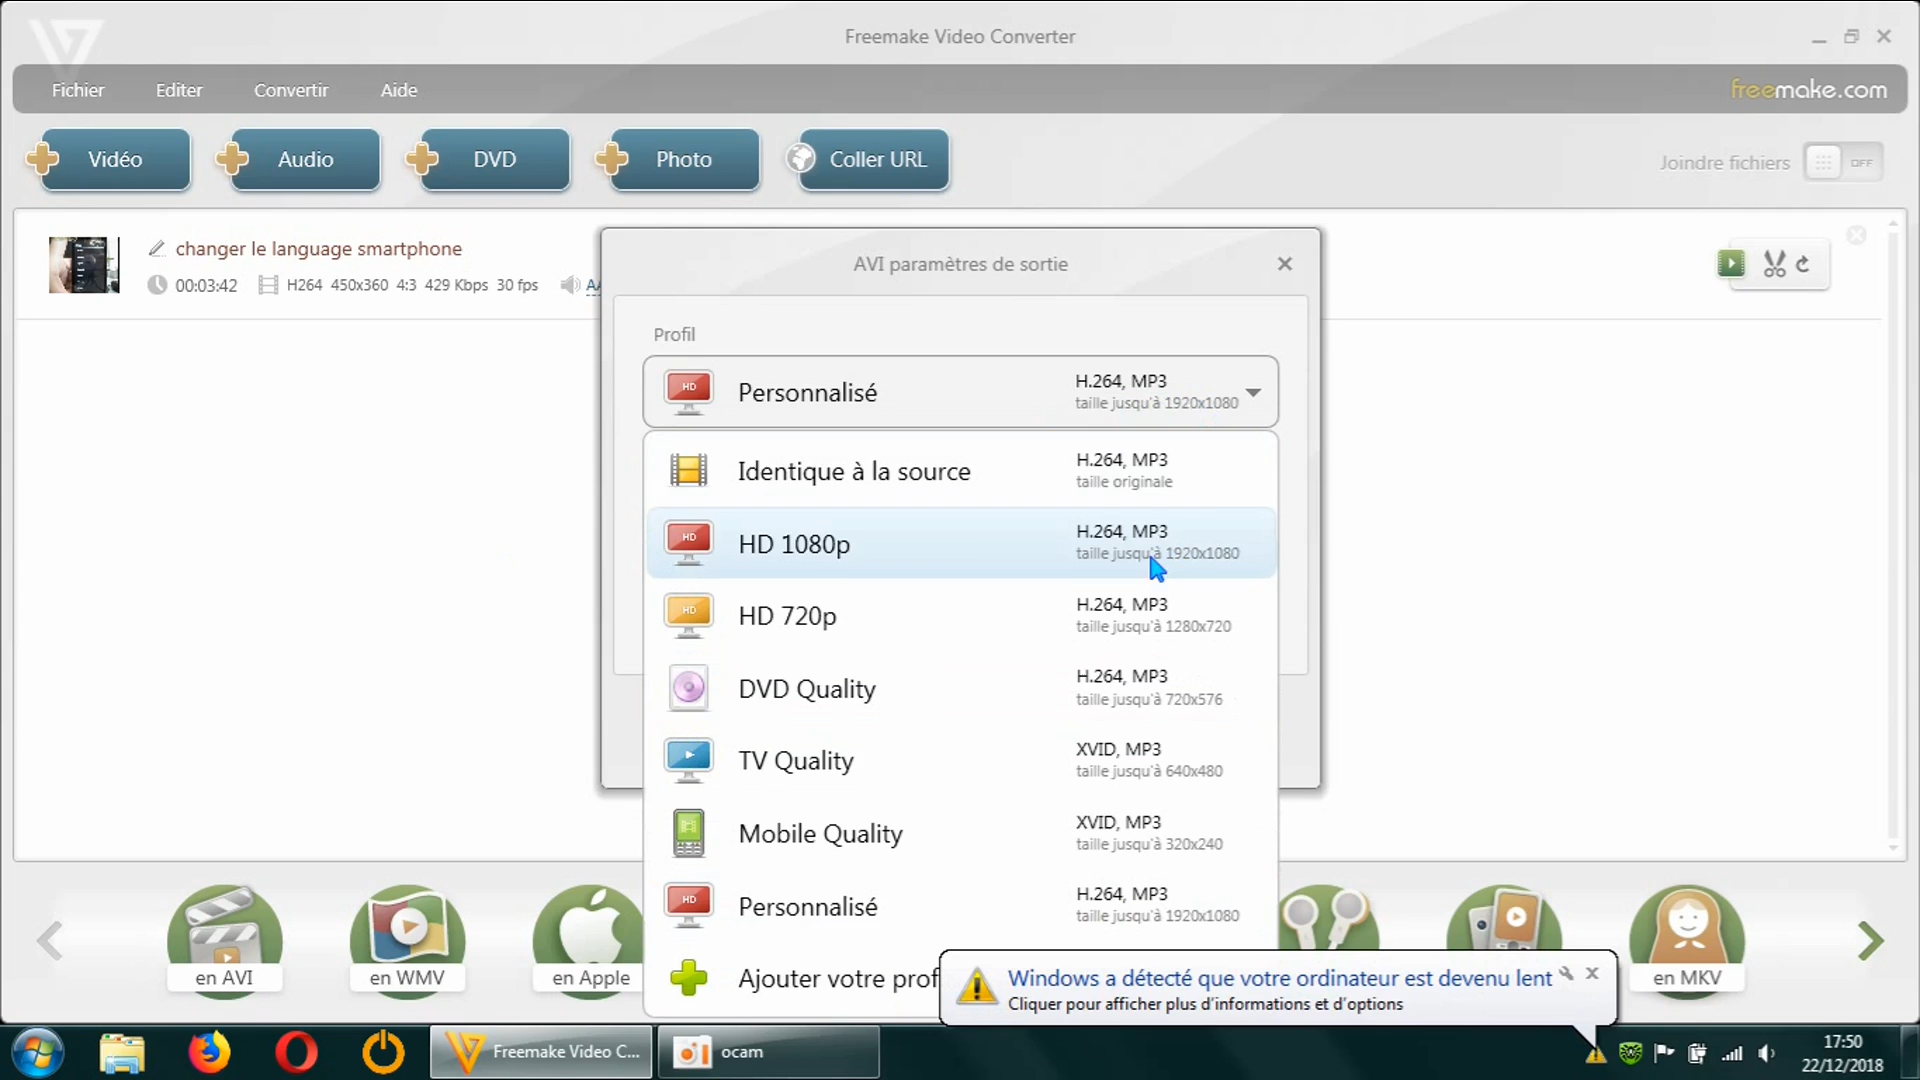 Freemake Video Converter
Fichier Editer Convertir Aide
freemake.com
Vidéo Audio DVD Photo Coller URL
Joindre fichiers OFF
changer le language smartphone
00:03:42 H264 450x360 4:3 429 Kbps 30 fps
AVI paramètres de sortie
Profil
HD Personnalisé H.264, MP3
taille jusqu'à 1920x1080
Identique à la source H.264, MP3
taille originale
HD HD 1080p H.264, MP3
taille jusqu'à 1920x1080
HD HD 720p H.264, MP3
taille jusqu'à 1280x720
DVD Quality H.264, MP3
taille jusqu'à 720x576
TV Quality XVID, MP3
taille jusqu'à 640x480
Mobile Quality XVID, MP3
taille jusqu'à 320x240
HD Personnalisé H.264, MP3
taille jusqu'à 1920x1080
Ajouter votre prof
en AVI en WMV en Apple en MKV
Windows a détecté que votre ordinateur est devenu lent
Cliquer pour afficher plus d'informations et d'options
Freemake Video C... ocam
17:50
22/12/2018